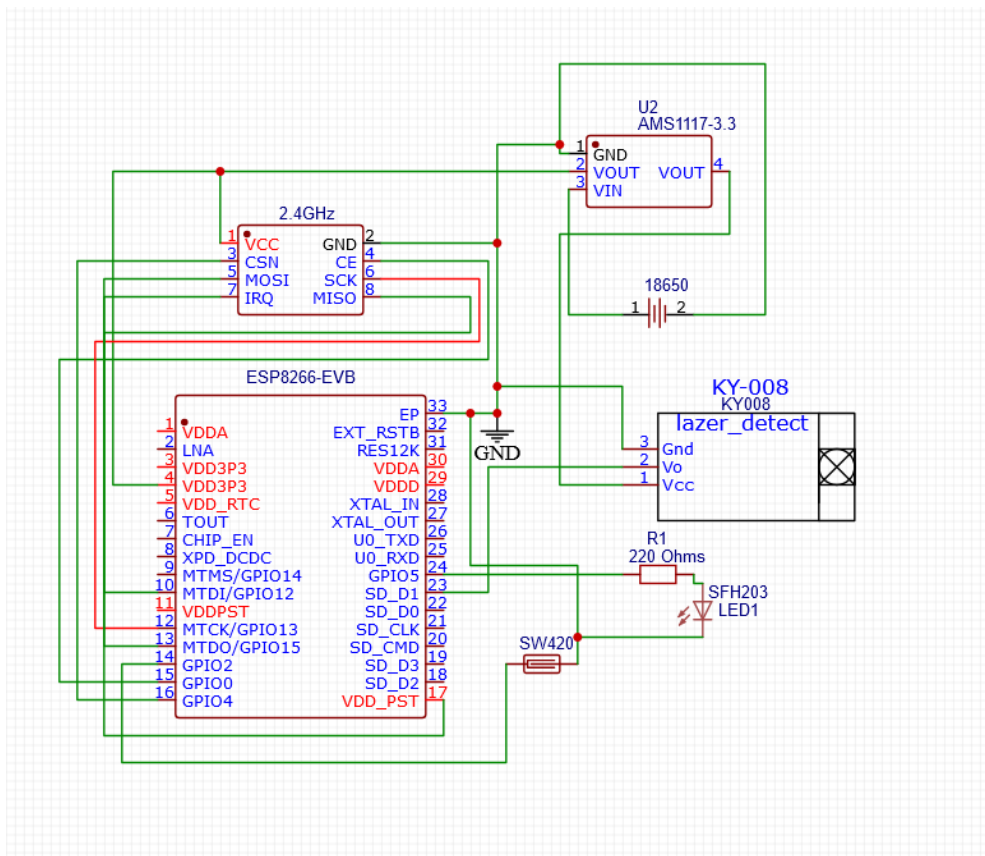 U2
AMS1117-3.3
1 GND
2 VOUT VOUT 4
3 VIN
2.4GHz
1 VCC GND 2
3 CSN CE 4
5 MOSI SCK 6
7 IRQ MISO 8
18650
1 2
ESP8266-EVB
EP 33
1 VDDA EXT_RSTB 32
2 LNA RES12K 31
3 VDD3P3 VDDA 30
4 VDD3P3 VDDD 29
5 VDD_RTC XTAL_IN 28
6 TOUT XTAL_OUT 27
7 CHIP_EN U0_TXD 26
8 XPD_DCDC U0_RXD 25
9 MTMS/GPIO14 GPIO5 24
10 MTDI/GPIO12 SD_D1 23
11 VDDPST SD_D0 22
12 MTCK/GPIO13 SD_CLK 21
13 MTDO/GPIO15 SD_CMD 20
14 GPIO2 SD_D3 19
15 GPIO0 SD_D2 18
16 GPIO4 VDD_PST 17
GND
KY-008
KY008
lazer_detect
3 Gnd
2 Vo
1 Vcc
R1
220 Ohms
SFH203
LED1
SW420